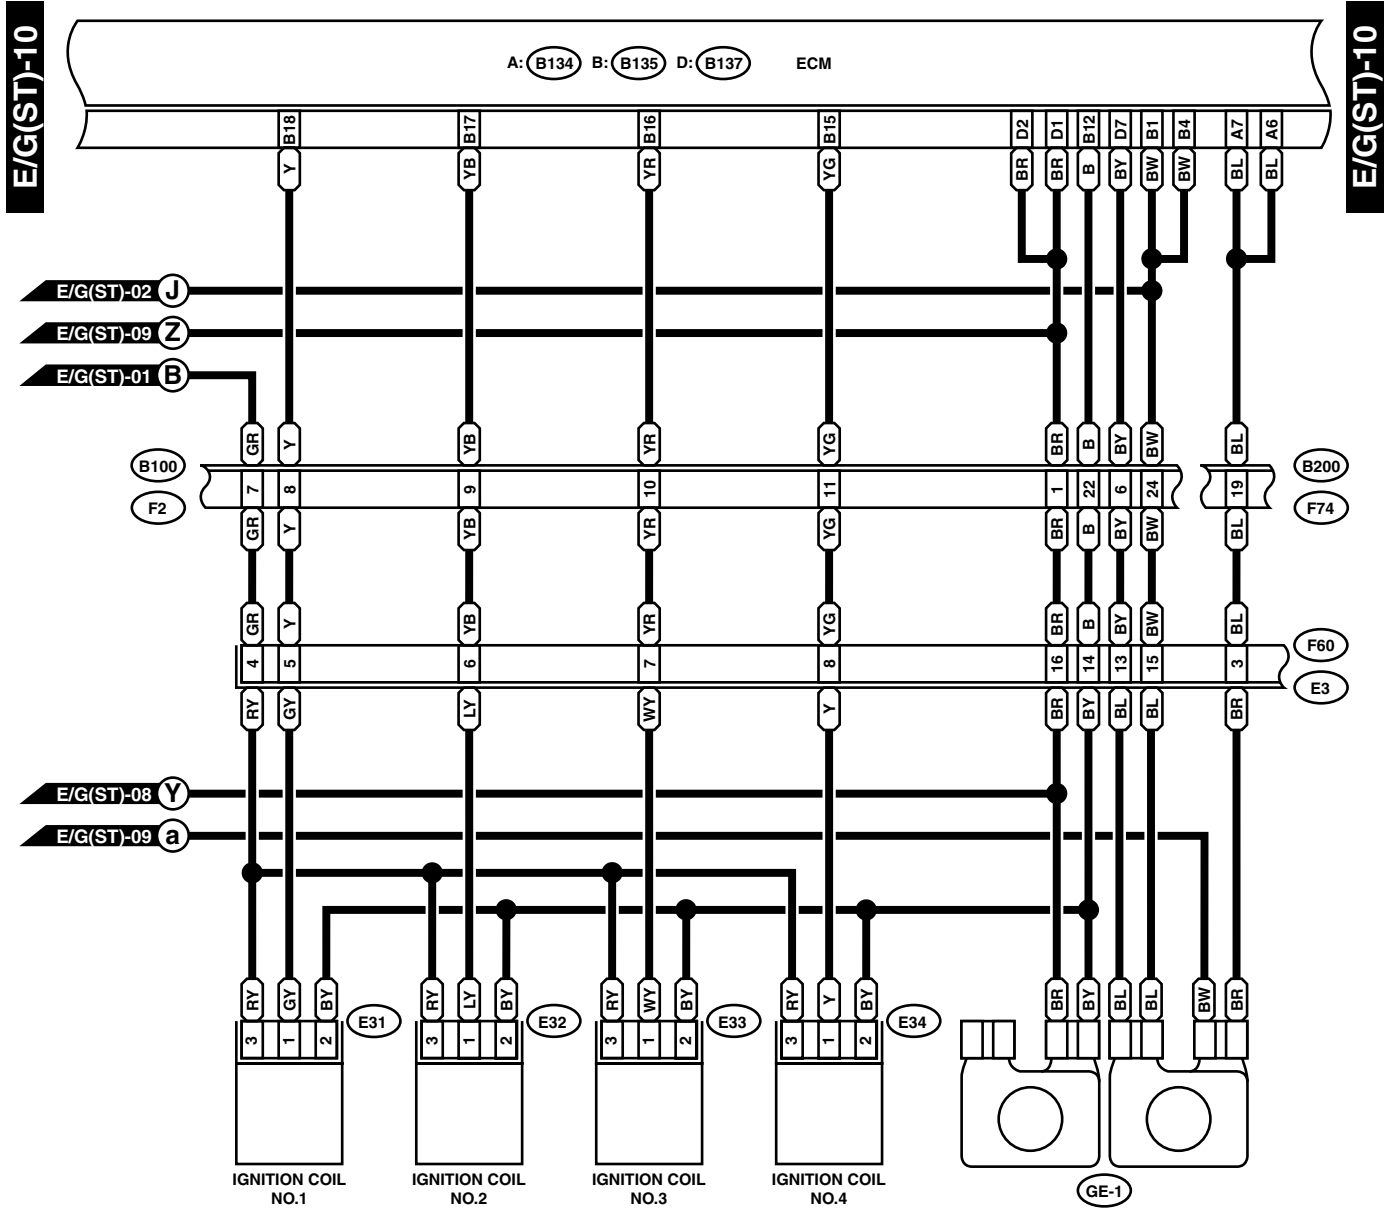 E/G(ST)-10
E/G(ST)-10
A: B134 B: B135 D: B137 ECM
B18 B17 B16 B15 D2 D1 B12 D7 B1 B4 A7 A6
Y YB YR YG BR BR B BY BW BW BL BL
E/G(ST)-02 J
E/G(ST)-09 Z
E/G(ST)-01 B
GR Y YB YR YG BR B BY BW BL
B100 B200
7 8 9 10 11 1 22 6 24 19
F2 F74
GR Y YB YR YG BR B BY BW BL
GR Y YB YR YG BR B BY BW BL
F60
4 5 6 7 8 16 14 13 15 3
E3
RY GY LY WY Y BR BY BL BL BR
E/G(ST)-08 Y
E/G(ST)-09 a
RY GY BY RY LY BY RY WY BY RY Y BY BR BY BL BL BW BR
E31 E32 E33 E34
3 1 2 3 1 2 3 1 2 3 1 2
IGNITION COIL IGNITION COIL IGNITION COIL IGNITION COIL
NO.1 NO.2 NO.3 NO.4
GE-1